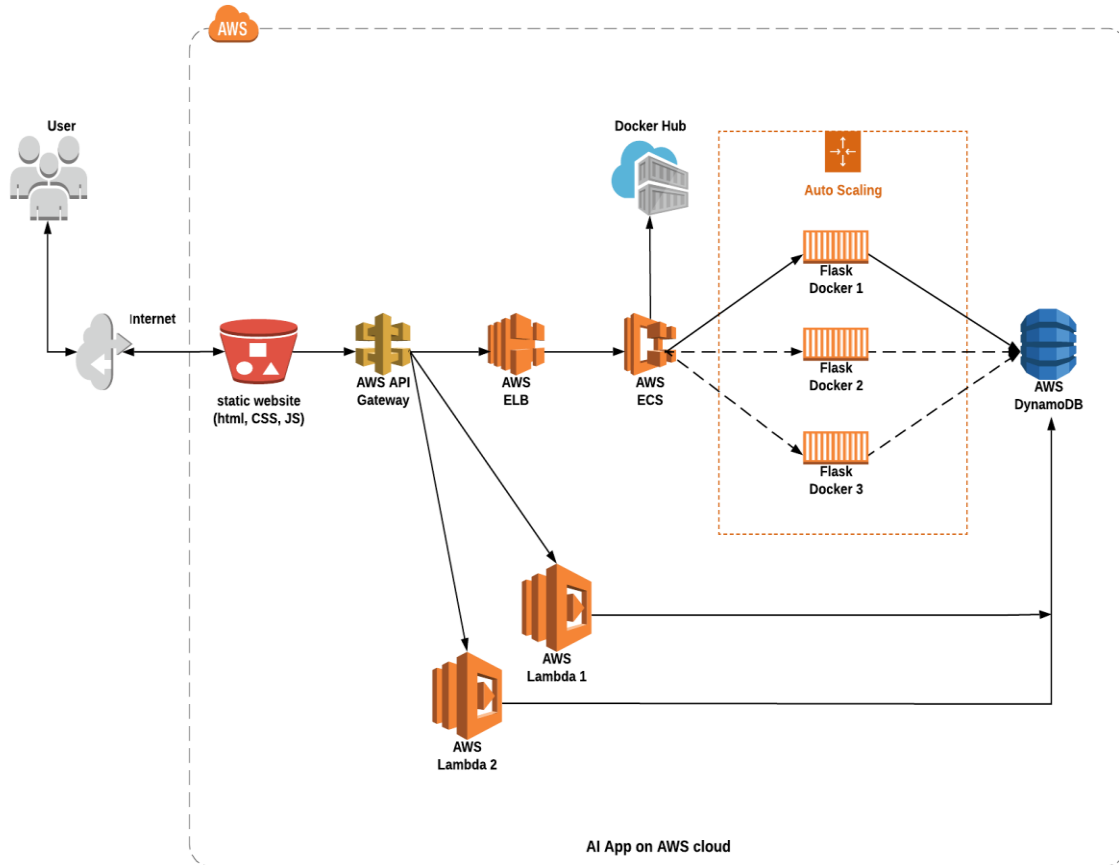 AWS
User
Docker Hub
Auto Scaling
Internet
Flask
Docker 1
static website
(html, CSS, JS)
AWS API
Gateway
AWS
ELB
AWS
ECS
Flask
Docker 2
AWS
DynamoDB
Flask
Docker 3
AWS
Lambda 1
AWS
Lambda 2
AI App on AWS cloud